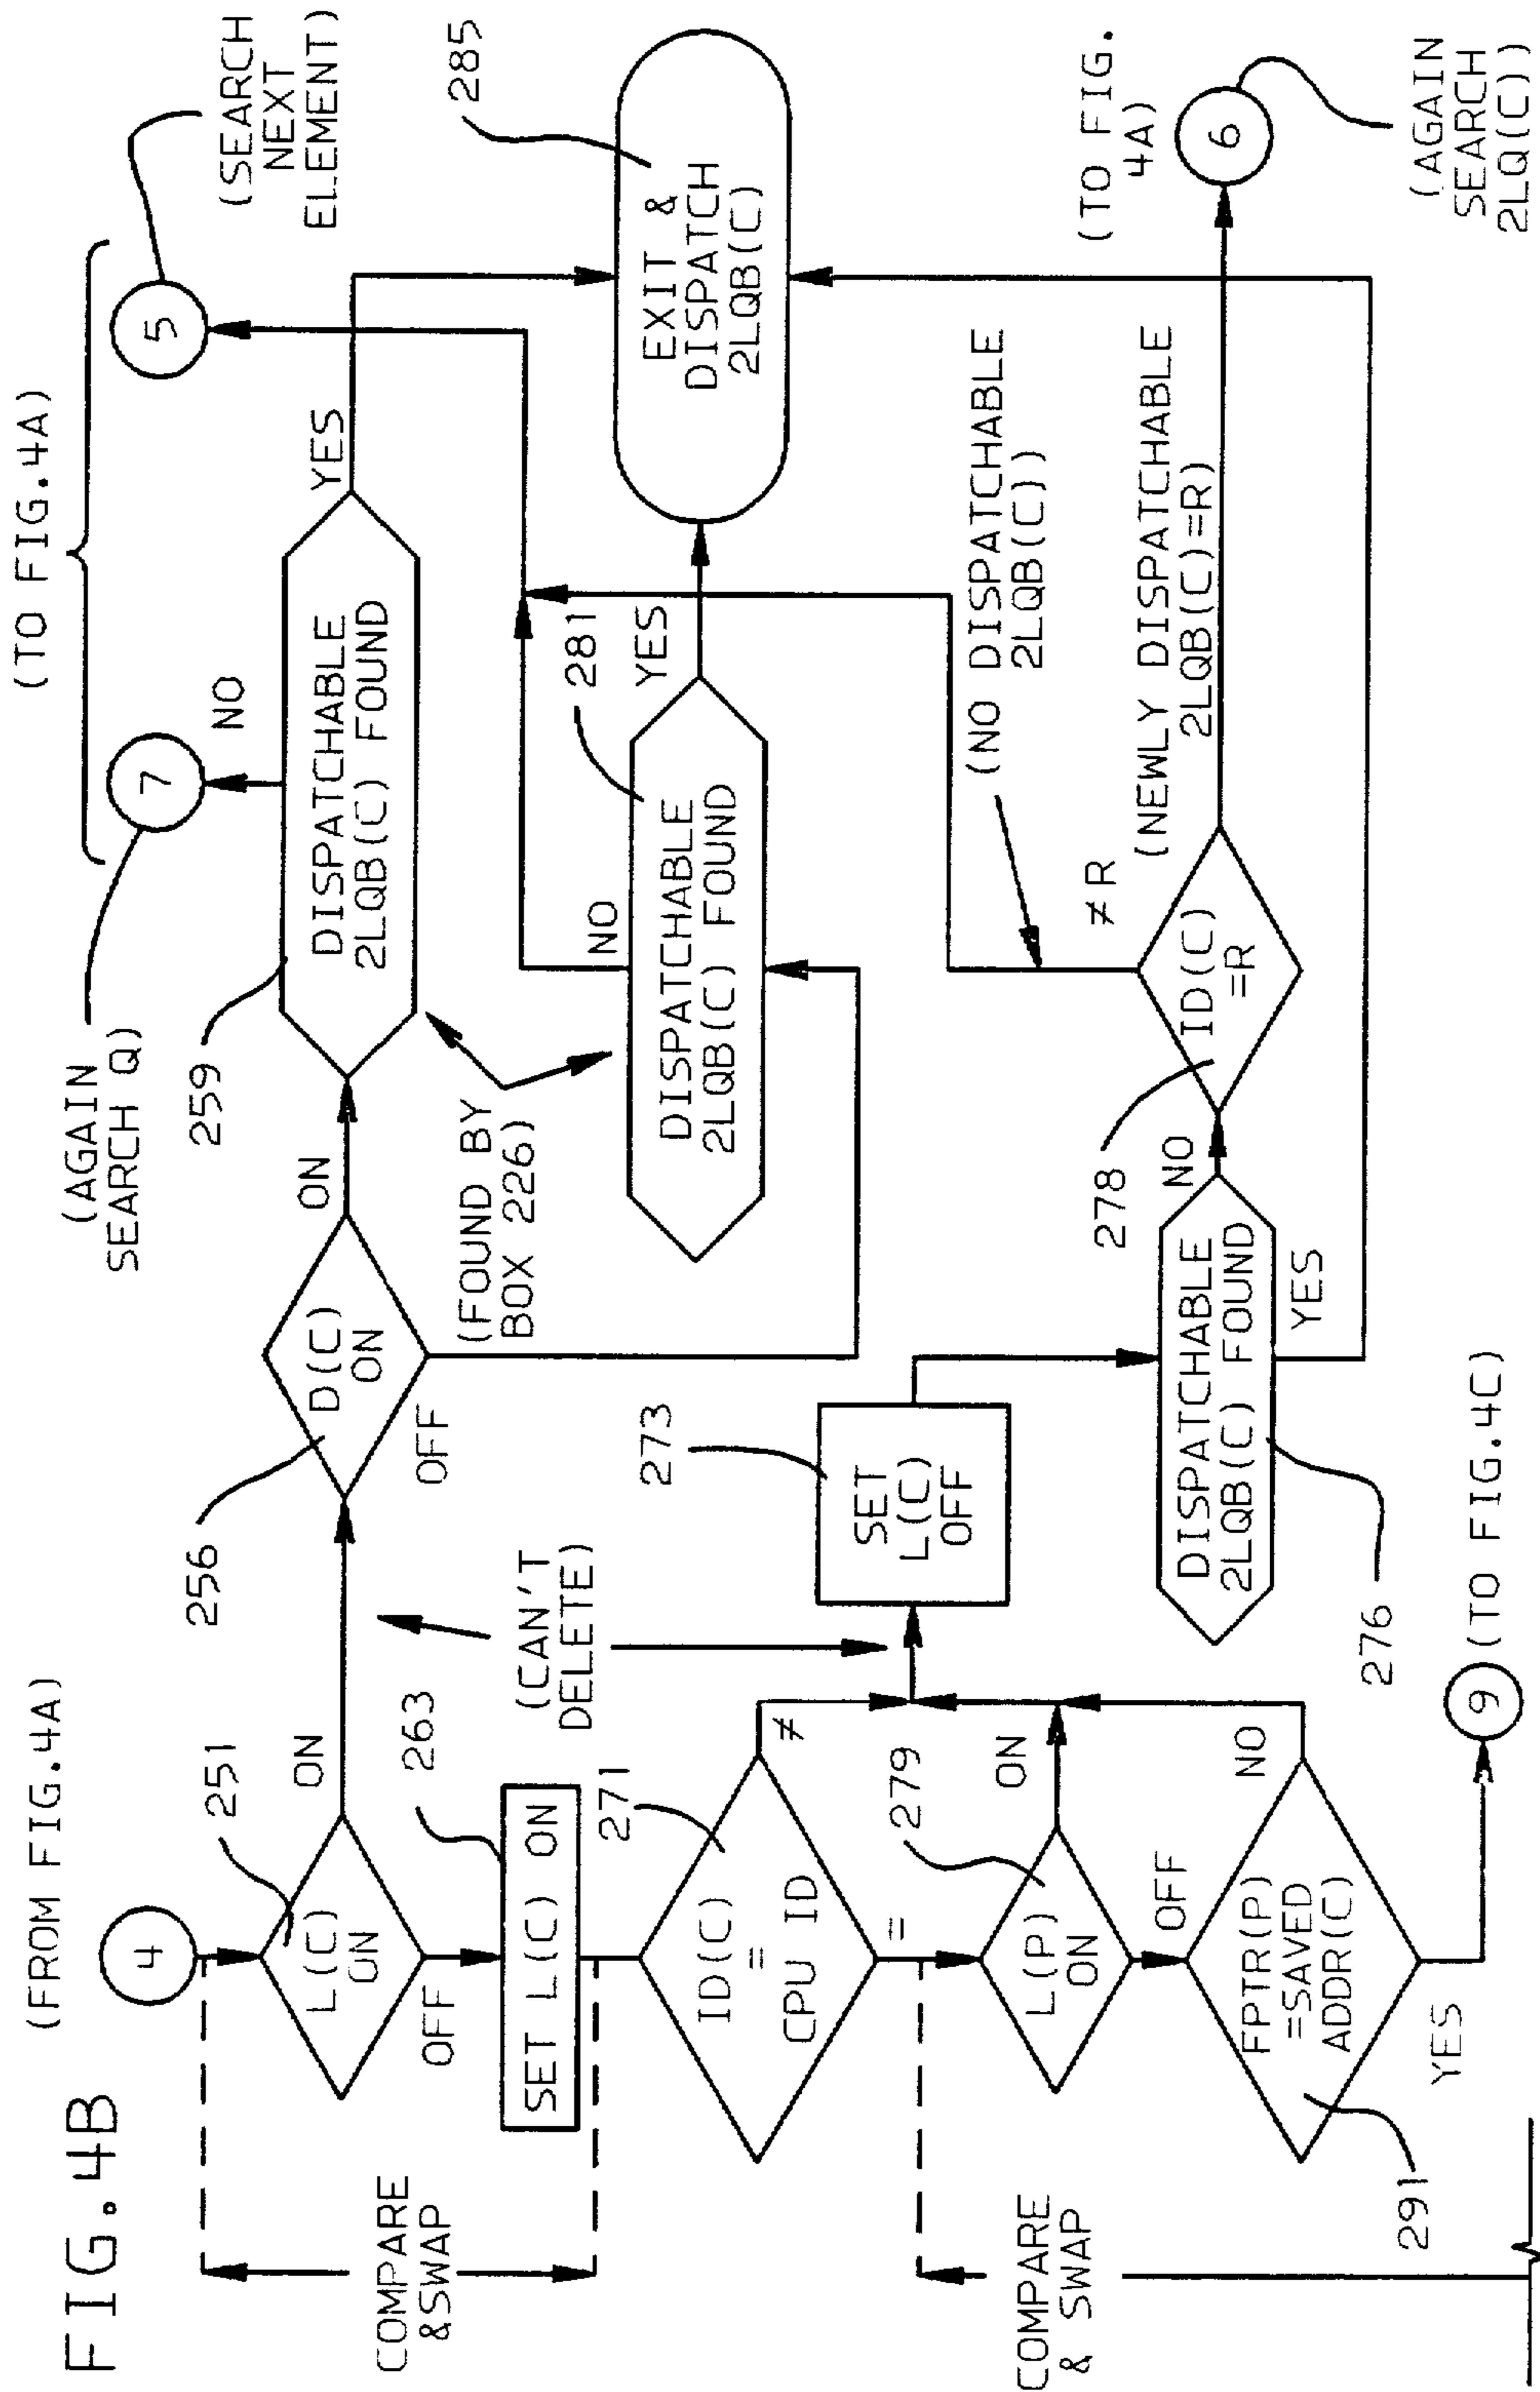 FIG.4B
(FROM FIG.4A)
(TO FIG.4A)
4
(AGAIN
SEARCH Q)
7
5
(SEARCH
NEXT
ELEMENT)
COMPARE
&SWAP
251
L(C)
ON
ON
OFF
256
D(C)
ON
ON
OFF
259
DISPATCHABLE
2LQB(C) FOUND
NO
YES
263
SET L(C) ON
(CAN'T
DELETE)
(FOUND BY
BOX 226)
281
DISPATCHABLE
2LQB(C) FOUND
NO
YES
285
EXIT &
DISPATCH
2LQB(C)
271
ID(C)
=
CPU ID
≠
=
273
SET
L(C)
OFF
(NO DISPATCHABLE
2LQB(C))
COMPARE
& SWAP
279
L(P)
ON
ON
OFF
≠R
(NEWLY DISPATCHABLE
2LQB(C)=R)
(TO FIG.
4A)
6
(AGAIN
SEARCH
2LQ(C))
DISPATCHABLE
2LQB(C) FOUND
NO
YES
276
278
ID(C)
=R
291
FPTR(P)
=SAVED
ADDR(C)
NO
YES
9
(TO FIG.4C)